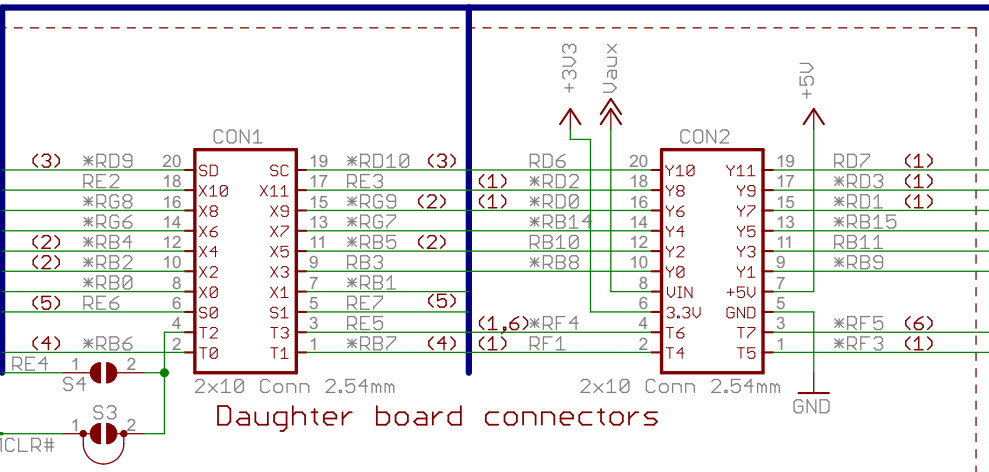 +3V3 Vaux +5V
CON1 CON2
(3) *RD9 20 SD SC 19 *RD10 (3) RD6 20 Y10 Y11 19 RD7 (1)
RE2 18 X10 X11 17 RE3 (1) *RD2 18 Y8 Y9 17 *RD3 (1)
*RG8 16 X8 X9 15 *RG9 (2) (1) *RD0 16 Y6 Y7 15 *RD1 (1)
*RG6 14 X6 X7 13 *RG7 *RB14 14 Y4 Y5 13 *RB15
(2) *RB4 12 X4 X5 11 *RB5 (2) RB10 12 Y2 Y3 11 RB11
(2) *RB2 10 X2 X3 9 RB3 *RB8 10 Y0 Y1 9 *RB9
*RB0 8 X0 X1 7 *RB1 8 VIN +5V 7
(5) RE6 6 S0 S1 5 RE7 (5) 6 3.3V GND 5
4 T2 T3 3 RE5 (1,6) *RF4 4 T6 T7 3 *RF5 (6)
(4) *RB6 2 T0 T1 1 *RB7 (4) (1) RF1 2 T4 T5 1 *RF3 (1)
RE4 1 2
S4 2x10 Conn 2.54mm 2x10 Conn 2.54mm
GND
Daughter board connectors
S3
1 2
MCLR#